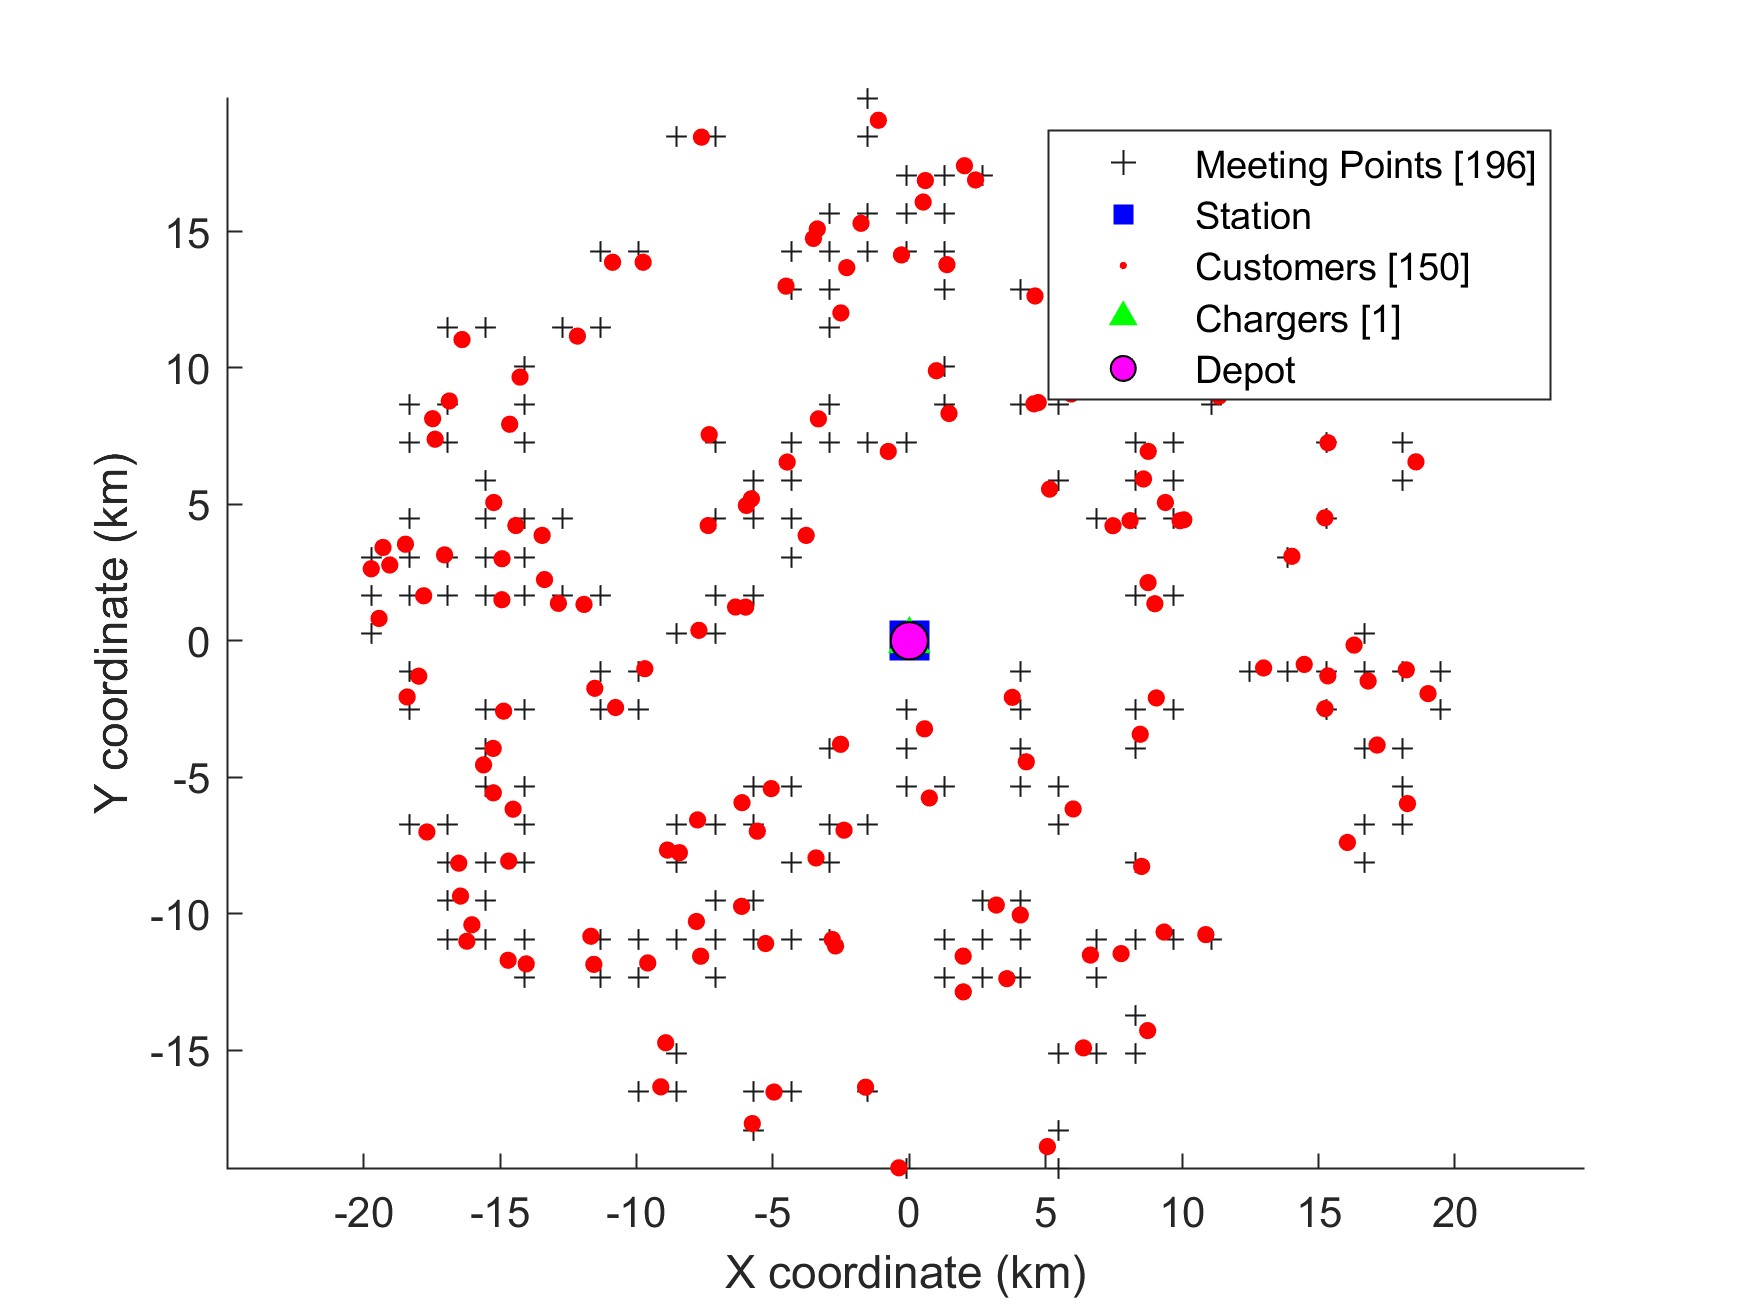 Meeting Points [196]
Station
Customers [150]
Chargers [1]
Depot
15
10
5
0
-5
-10
-15
Y coordinate (km)
-20 -15 -10 -5 0 5 10 15 20
X coordinate (km)